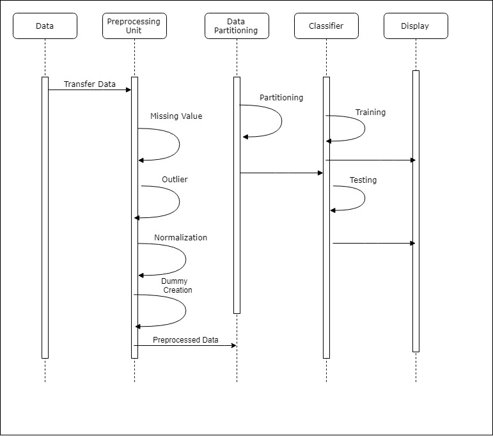 Data
Preprocessing
Unit
Data
Partitioning
Classifier
Display
Transfer Data
Partitioning
Missing Value
Training
Outlier
Testing
Normalization
Dummy
Creation
Preprocessed Data